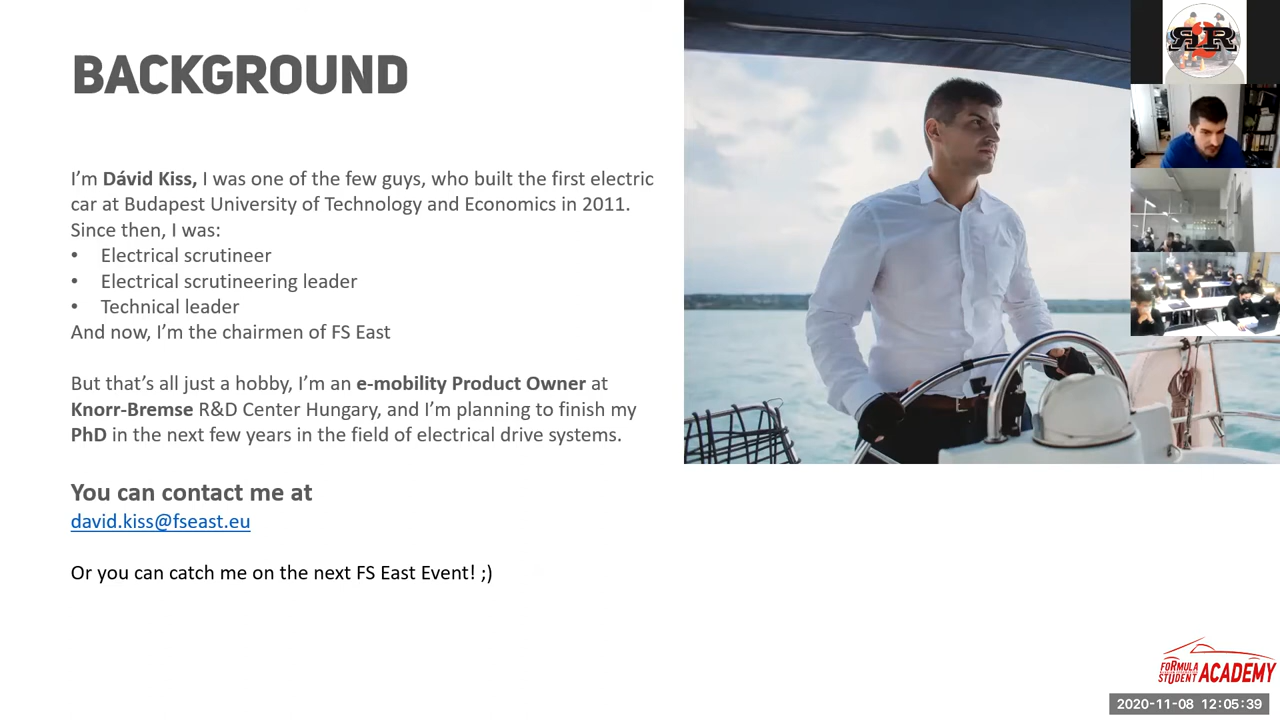 BACKGROUND
I'm Dávid Kiss, I was one of the few guys, who built the first electric
car at Budapest University of Technology and Economics in 2011.
Since then, I was:
• Electrical scrutineer
• Electrical scrutineering leader
• Technical leader
And now, I'm the chairmen of FS East
But that's all just a hobby, I'm an e-mobility Product Owner at
Knorr-Bremse R&D Center Hungary, and I'm planning to finish my
PhD in the next few years in the field of electrical drive systems.
You can contact me at
david.kiss@fseast.eu
Or you can catch me on the next FS East Event! ;)
FORMULA
STUDENT ACADEMY
2020-11-08 12:05:39